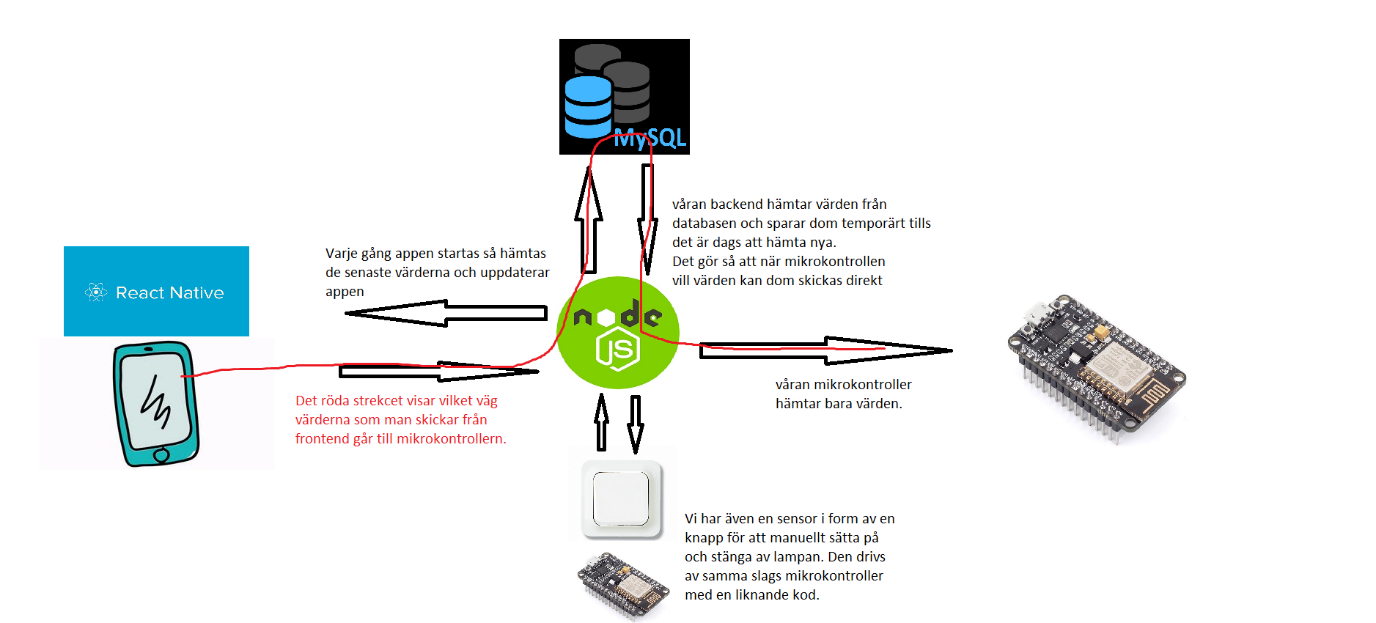 MySQL
våran backend hämtar värden från
databasen och sparar dom temporärt tills
det är dags att hämta nya.
Det gör så att när mikrokontrollen
vill värden kan dom skickas direkt
Varje gång appen startas så hämtas
de senaste värderna och uppdaterar
appen
React Native
node
JS
Det röda strekcet visar vilket väg
värderna som man skickar från
frontend går till mikrokontrollern.
våran mikrokontroller
hämtar bara värden.
Vi har även en sensor i form av en
knapp för att manuellt sätta på
och stänga av lampan. Den drivs
av samma slags mikrokontroller
med en liknande kod.